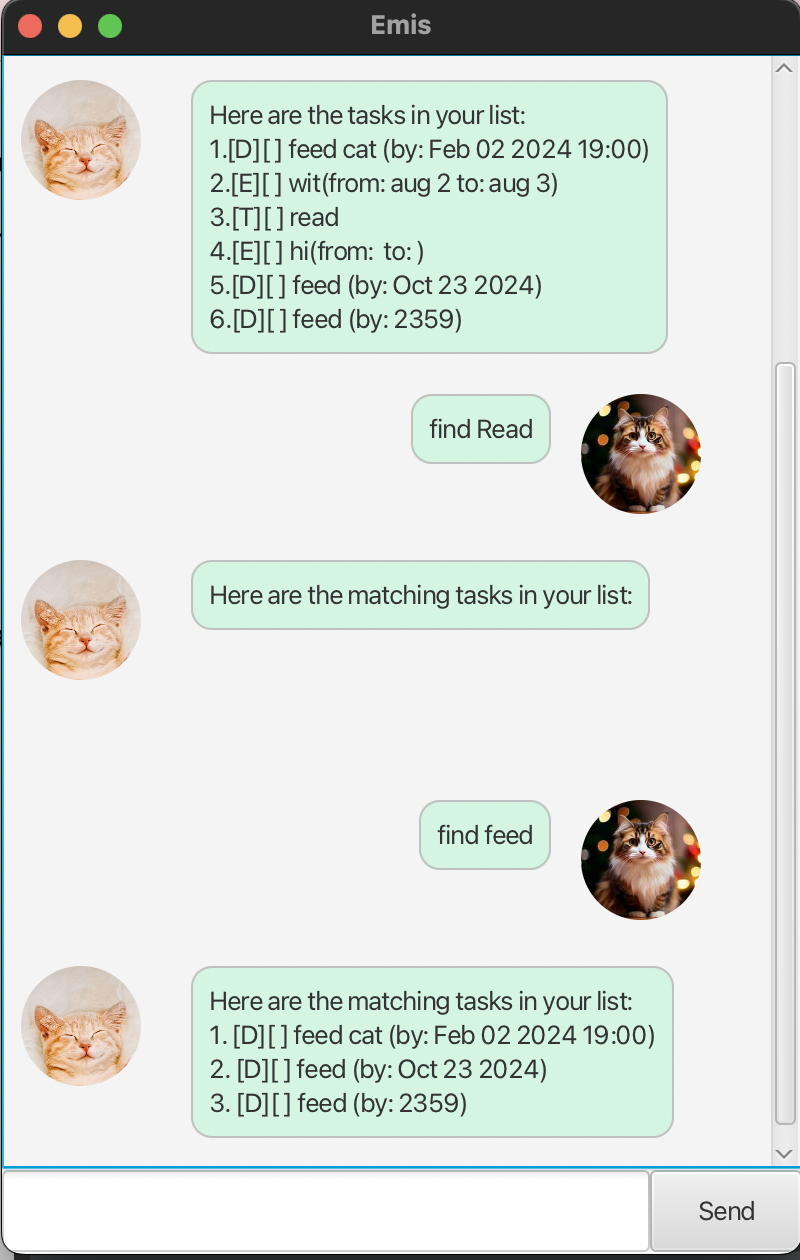 Emis
Here are the tasks in your list:
1.[D][ ] feed cat (by: Feb 02 2024 19:00)
2.[E][ ] wit(from: aug 2 to: aug 3)
3.[T][ ] read
4.[E][ ] hi(from:  to: )
5.[D][ ] feed (by: Oct 23 2024)
6.[D][ ] feed (by: 2359)
find Read
Here are the matching tasks in your list:
find feed
Here are the matching tasks in your list:
1. [D][ ] feed cat (by: Feb 02 2024 19:00)
2. [D][ ] feed (by: Oct 23 2024)
3. [D][ ] feed (by: 2359)
Send